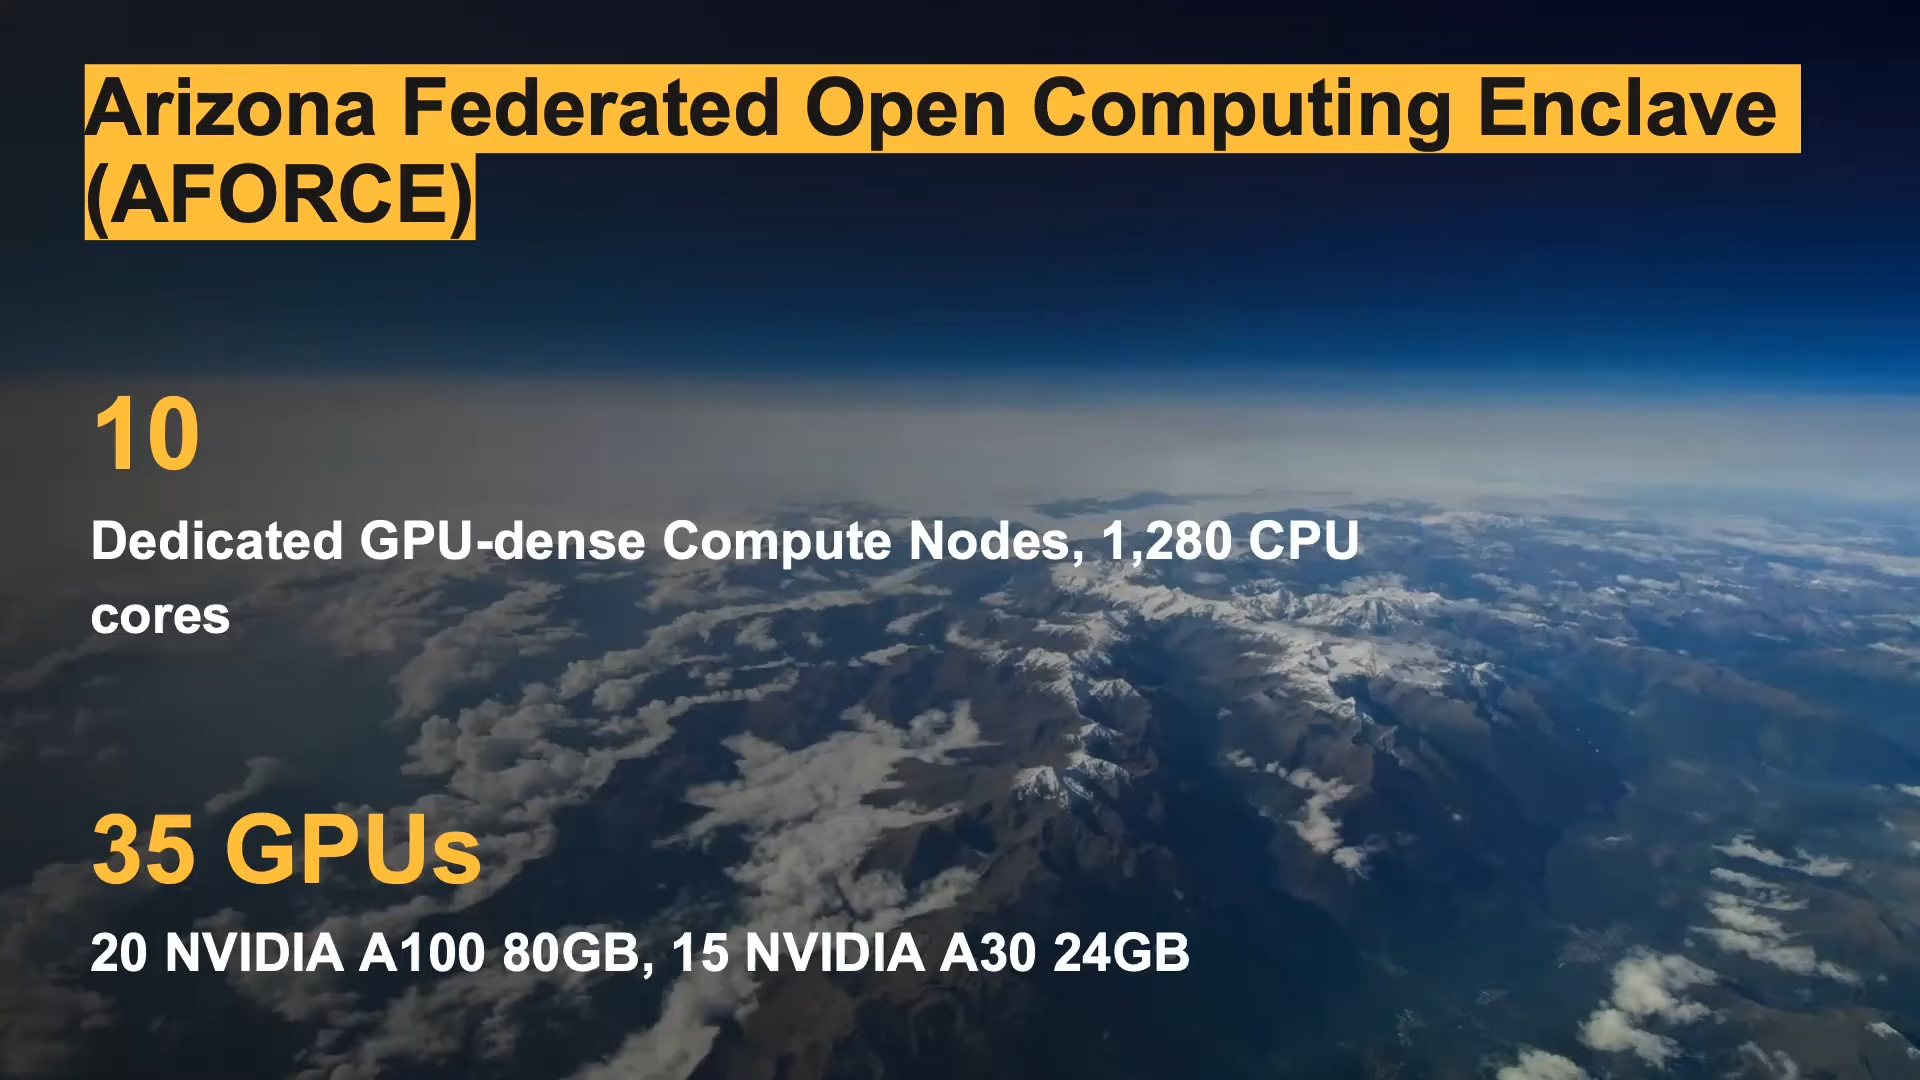 Arizona Federated Open Computing Enclave
(AFORCE)
10
Dedicated GPU-dense Compute Nodes, 1,280 CPU
cores
35 GPUs
20 NVIDIA A100 80GB, 15 NVIDIA A30 24GB